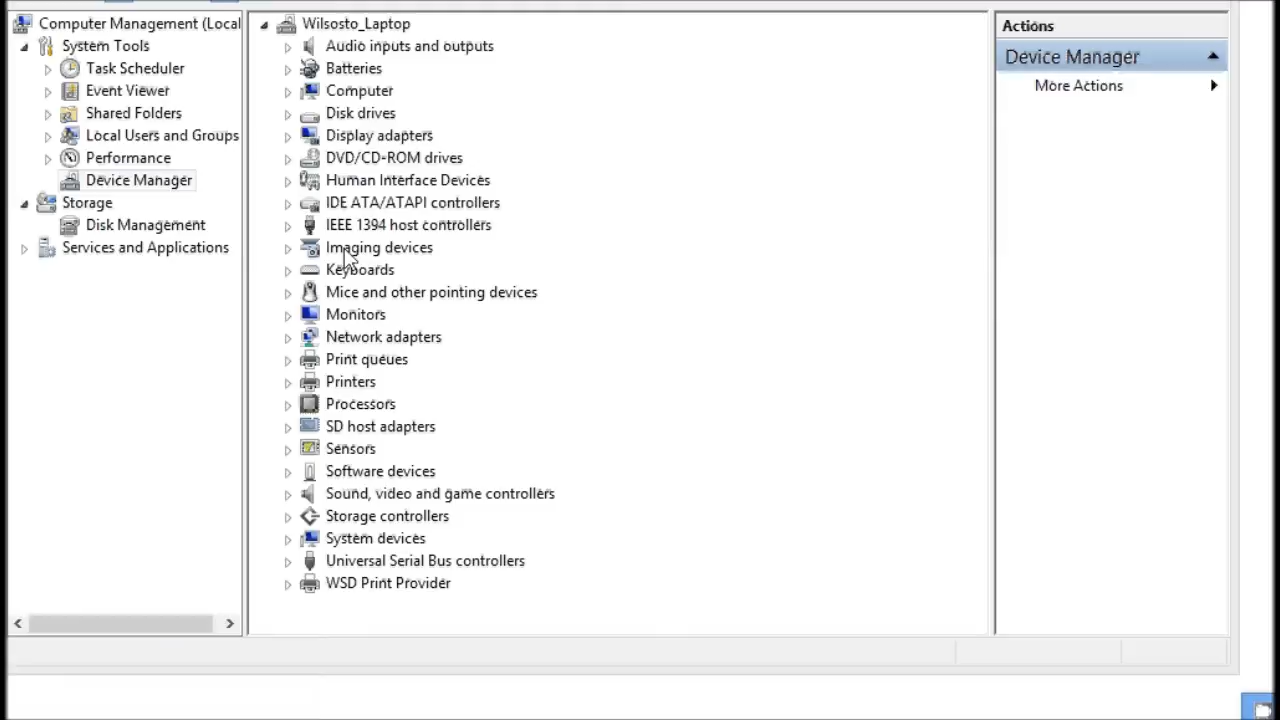 Computer Management (Local
System Tools
Task Scheduler
Event Viewer
Shared Folders
Local Users and Groups
Performance
Device Manager
Storage
Disk Management
Services and Applications
Wilsosto_Laptop
Audio inputs and outputs
Batteries
Computer
Disk drives
Display adapters
DVD/CD-ROM drives
Human Interface Devices
IDE ATA/ATAPI controllers
IEEE 1394 host controllers
Imaging devices
Keyboards
Mice and other pointing devices
Monitors
Network adapters
Print queues
Printers
Processors
SD host adapters
Sensors
Software devices
Sound, video and game controllers
Storage controllers
System devices
Universal Serial Bus controllers
WSD Print Provider
Actions
Device Manager
More Actions